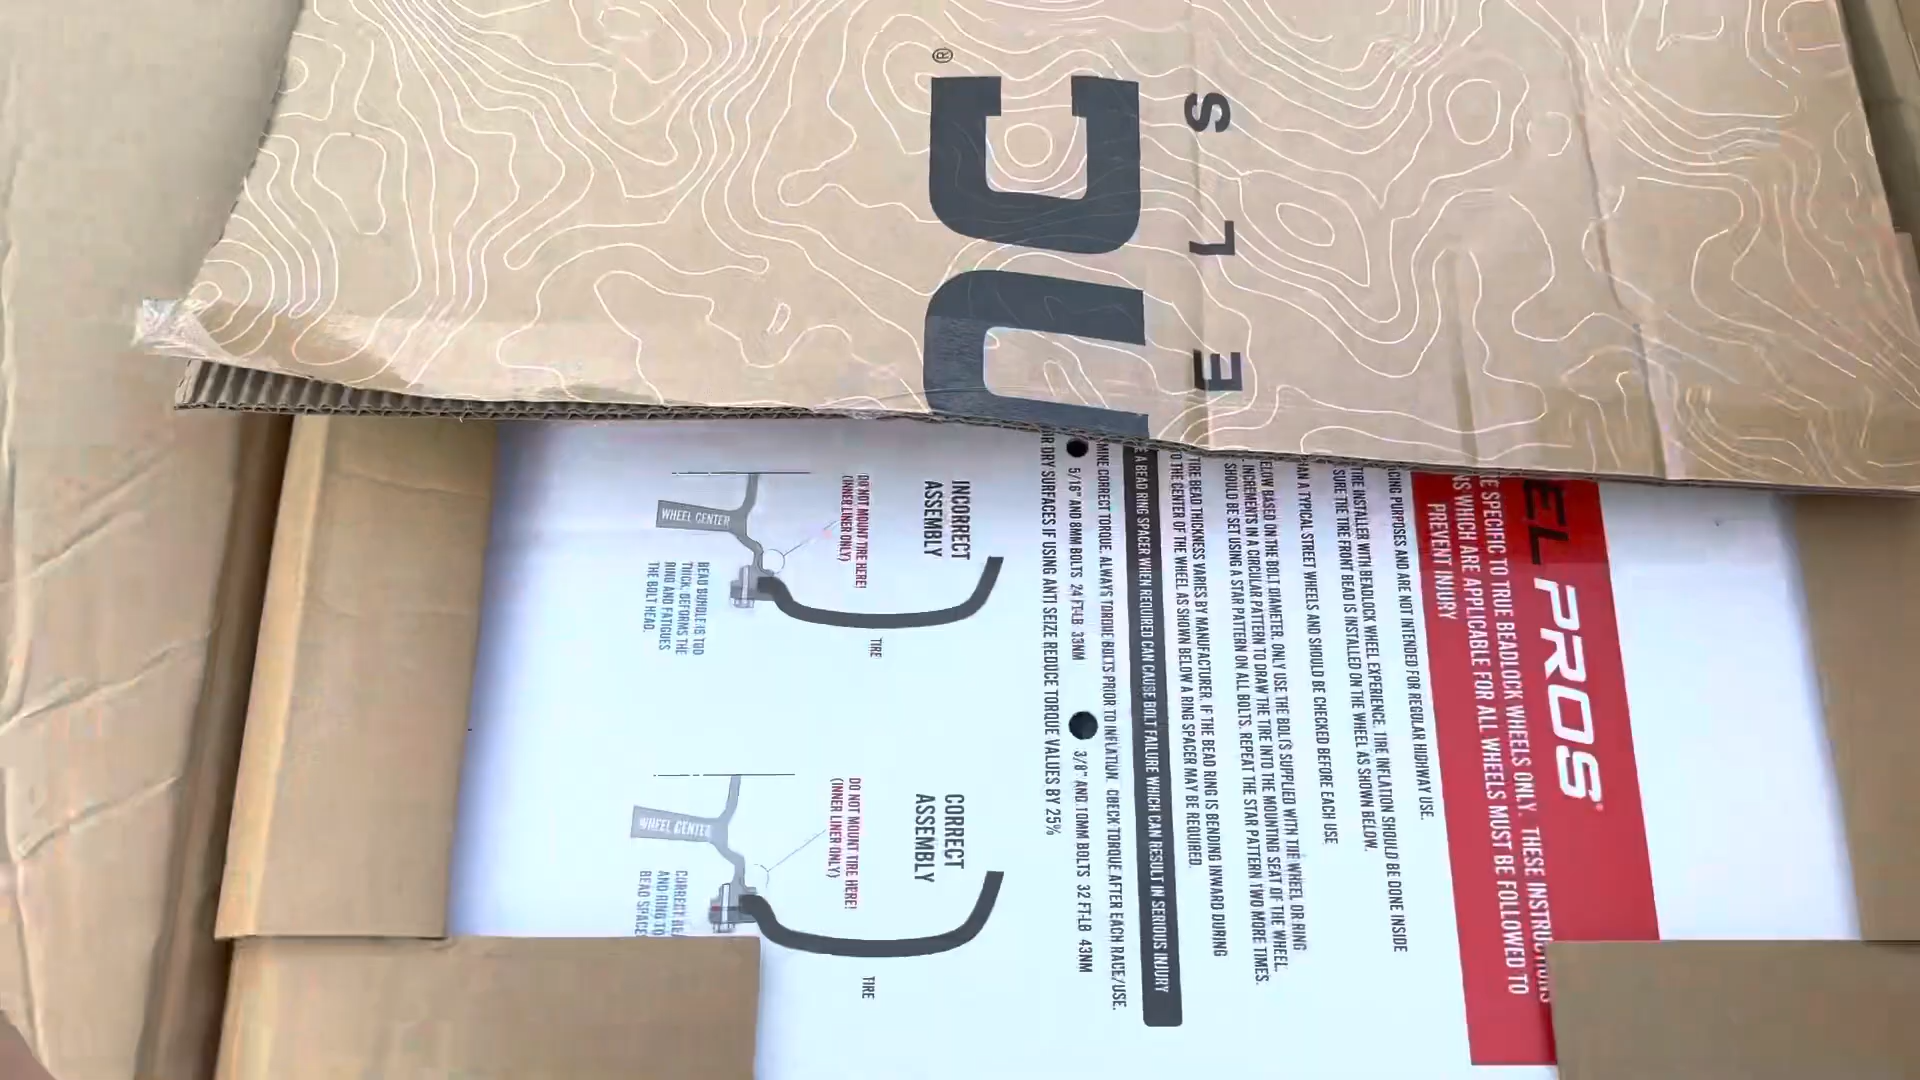 ®
S L E
EL PROS®
E SPECIFIC TO TRUE BEADLOCK WHEELS ONLY. THESE INSTRUCTIONS
NS WHICH ARE APPLICABLE FOR ALL WHEELS MUST BE FOLLOWED TO
PREVENT INJURY
CING PURPOSES AND ARE NOT INTENDED FOR REGULAR HIGHWAY USE.
TIRE INSTALLER WITH BEADLOCK WHEEL EXPERIENCE. TIRE INFLATION SHOULD BE DONE INSIDE
SURE THE TIRE FRONT BEAD IS INSTALLED ON THE WHEEL AS SHOWN BELOW.
HAN A TYPICAL STREET WHEELS AND SHOULD BE CHECKED BEFORE EACH USE
ELOW BASED ON THE BOLT DIAMETER. ONLY USE THE BOLTS SUPPLIED WITH THE WHEEL OR RING
INCREMENTS IN A CIRCULAR PATTERN TO DRAW THE TIRE INTO THE MOUNTING SEAT OF THE WHEEL.
SHOULD BE SET USING A STAR PATTERN ON ALL BOLTS. REPEAT THE STAR PATTERN TWO MORE TIMES.
TIRE BEAD THICKNESS VARIES BY MANUFACTURER. IF THE BEAD RING IS BENDING INWARD DURING
O THE CENTER OF THE WHEEL AS SHOWN BELOW A RING SPACER MAY BE REQUIRED.
E A BEAD RING SPACER WHEN REQUIRED CAN CAUSE BOLT FAILURE WHICH CAN RESULT IN SERIOUS INJURY
MINE CORRECT TORQUE. ALWAYS TORQUE BOLTS PRIOR TO INFLATION. CHECK TORQUE AFTER EACH RACE/USE.
5/16" AND 8MM BOLTS 24 FT-LB 33NM 3/8" AND 10MM BOLTS 32 FT-LB 43NM
OR DRY SURFACES IF USING ANTI SEIZE REDUCE TORQUE VALUES BY 25%
INCORRECT
ASSEMBLY
DO NOT MOUNT TIRE HERE!
(INNER LINER ONLY)
TIRE
WHEEL CENTER
BEAD BUNDLE IS TOO
THICK, DEFORMS THE
RING AND FATIGUES
THE BOLT HEAD.
CORRECT
ASSEMBLY
DO NOT MOUNT TIRE HERE!
(INNER LINER ONLY)
TIRE
WHEEL CENTER
CORRECT
AND RING TO
BEAD SPACE